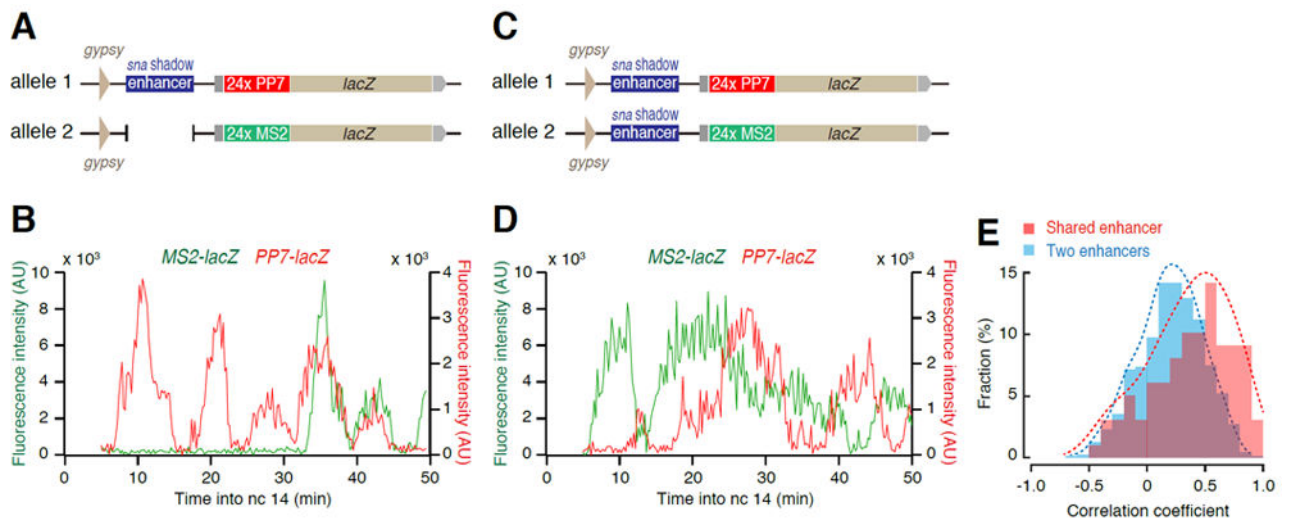 A
gypsy
sna shadow
allele 1
enhancer
24x PP7
lacZ
allele 2
24x MS2
lacZ
gypsy
C
gypsy
sna shadow
allele 1
enhancer
24x PP7
lacZ
sna shadow
allele 2
enhancer
24x MS2
lacZ
gypsy
B
MS2-lacZ PP7-lacZ
x 10³
x 10³
Fluorescence intensity (AU)
10
8
6
4
2
0
4
3
2
1
0
Fluorescence intensity (AU)
0 10 20 30 40 50
Time into nc 14 (min)
D
MS2-lacZ PP7-lacZ
x 10³
x 10³
Fluorescence intensity (AU)
10
8
6
4
2
0
4
3
2
1
0
Fluorescence intensity (AU)
0 10 20 30 40 50
Time into nc 14 (min)
E
Shared enhancer
Two enhancers
Fraction (%)
15
10
5
0
-1.0 -0.5 0 0.5 1.0
Correlation coefficient